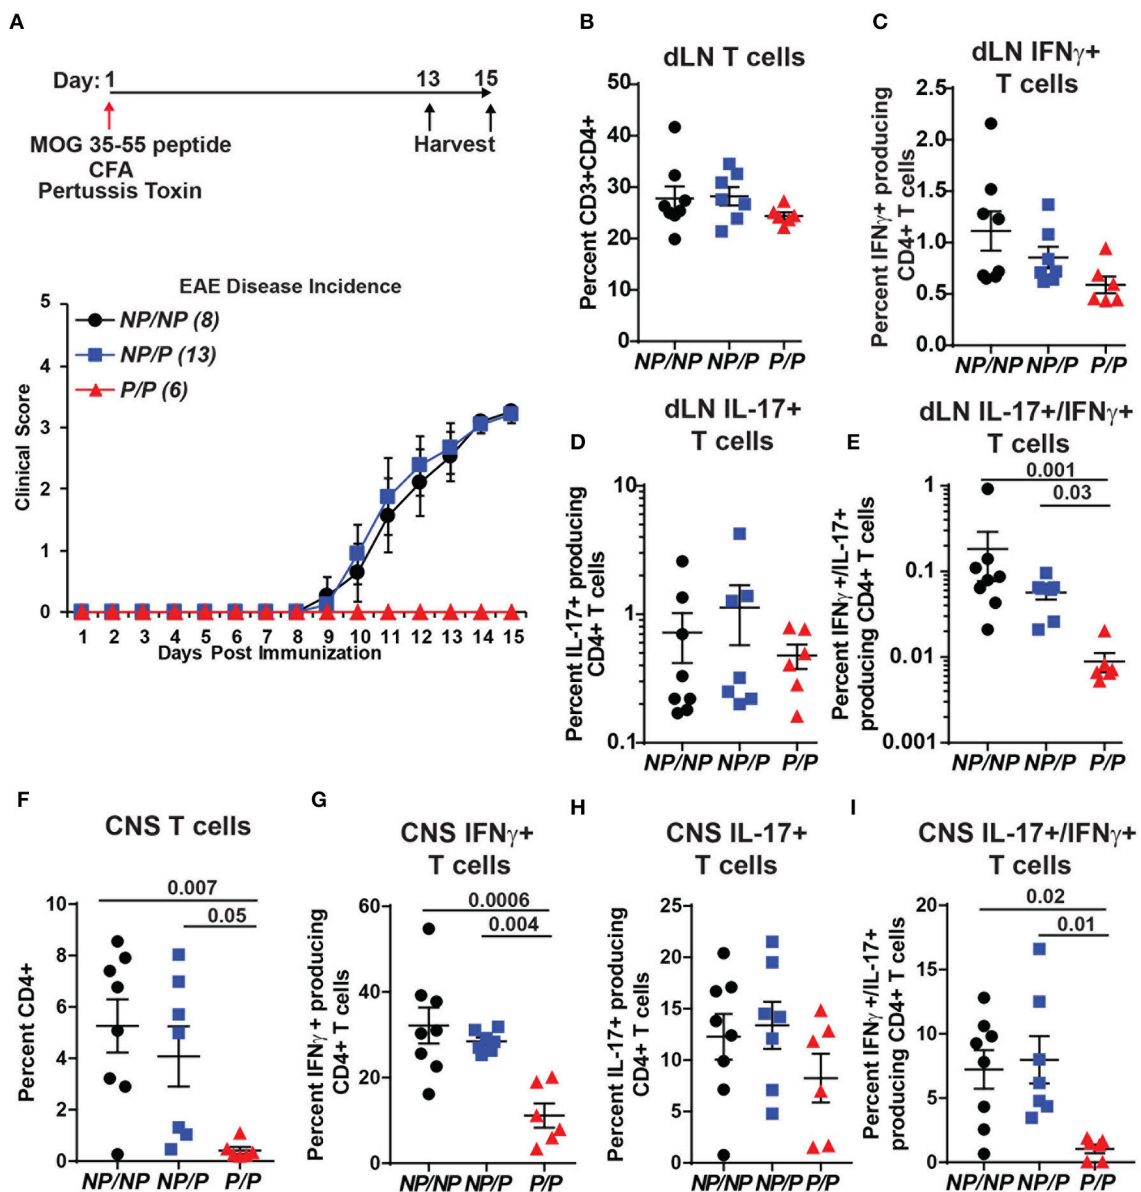 A
Day: 1 13 15
MOG 35-55 peptide
CFA
Pertussis Toxin
Harvest
EAE Disease Incidence
NP/NP (8)
NP/P (13)
P/P (6)
Clinical Score
5
4
3
2
1
0
1 2 3 4 5 6 7 8 9 10 11 12 13 14 15
Days Post Immunization
B
dLN T cells
Percent CD3+CD4+
50
40
30
20
10
0
NP/NP NP/P P/P
C
dLN IFNγ+
T cells
Percent IFNγ+ producing
CD4+ T cells
2.5
2.0
1.5
1.0
0.5
0.0
NP/NP NP/P P/P
D
dLN IL-17+
T cells
Percent IL-17+ producing
CD4+ T cells
10
1
0.1
NP/NP NP/P P/P
E
dLN IL-17+/IFNγ+
T cells
0.001
0.03
Percent IFNγ+/IL-17+
producing CD4+ T cells
1
0.1
0.01
0.001
NP/NP NP/P P/P
F
CNS T cells
0.007
0.05
Percent CD4+
10
8
6
4
2
0
NP/NP NP/P P/P
G
CNS IFNγ+
T cells
0.0006
0.004
Percent IFNγ + producing
CD4+ T cells
60
40
20
0
NP/NP NP/P P/P
H
CNS IL-17+
T cells
Percent IL-17+ producing
CD4+ T cells
25
20
15
10
5
0
NP/NP NP/P P/P
I
CNS IL-17+/IFNγ+
T cells
0.02
0.01
Percent IFNγ +/IL-17+
producing CD4+ T cells
20
15
10
5
0
NP/NP NP/P P/P